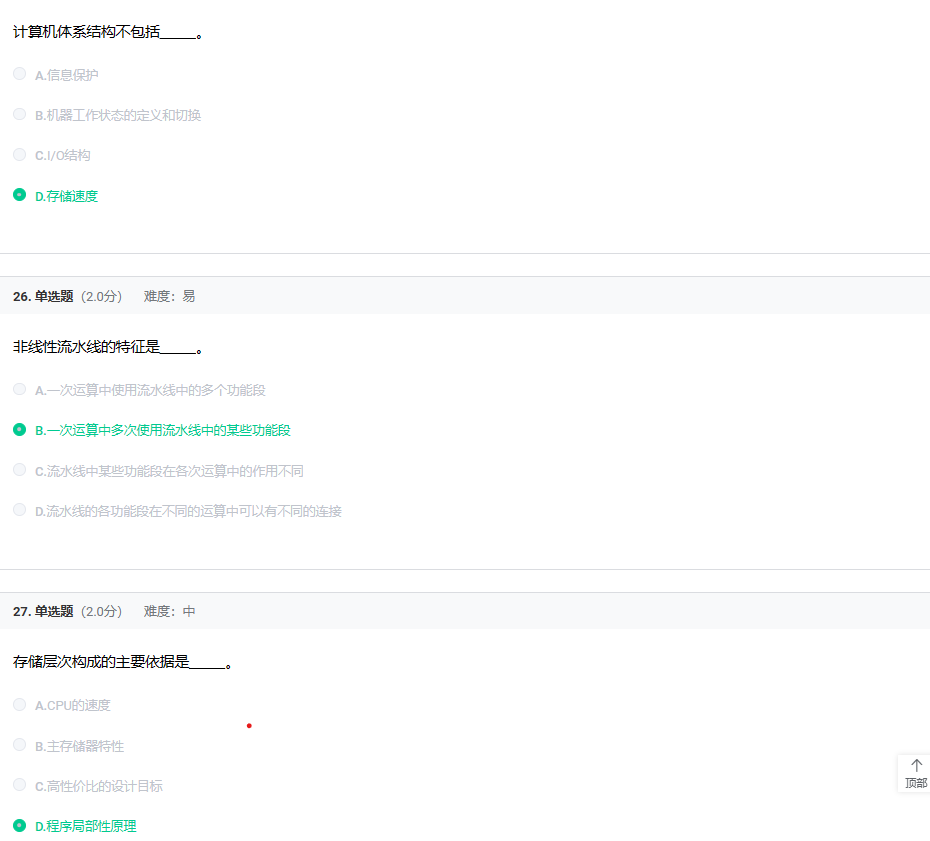 计算机体系结构不包括_____。
A.信息保护
B.机器工作状态的定义和切换
C.I/O结构
D.存储速度
26. 单选题（2.0分） 难度：易
非线性流水线的特征是_____。
A.一次运算中使用流水线中的多个功能段
B.一次运算中多次使用流水线中的某些功能段
C.流水线中某些功能段在各次运算中的作用不同
D.流水线的各功能段在不同的运算中可以有不同的连接
27. 单选题（2.0分） 难度：中
存储层次构成的主要依据是_____。
A.CPU的速度
B.主存储器特性
C.高性价比的设计目标
顶部
D.程序局部性原理